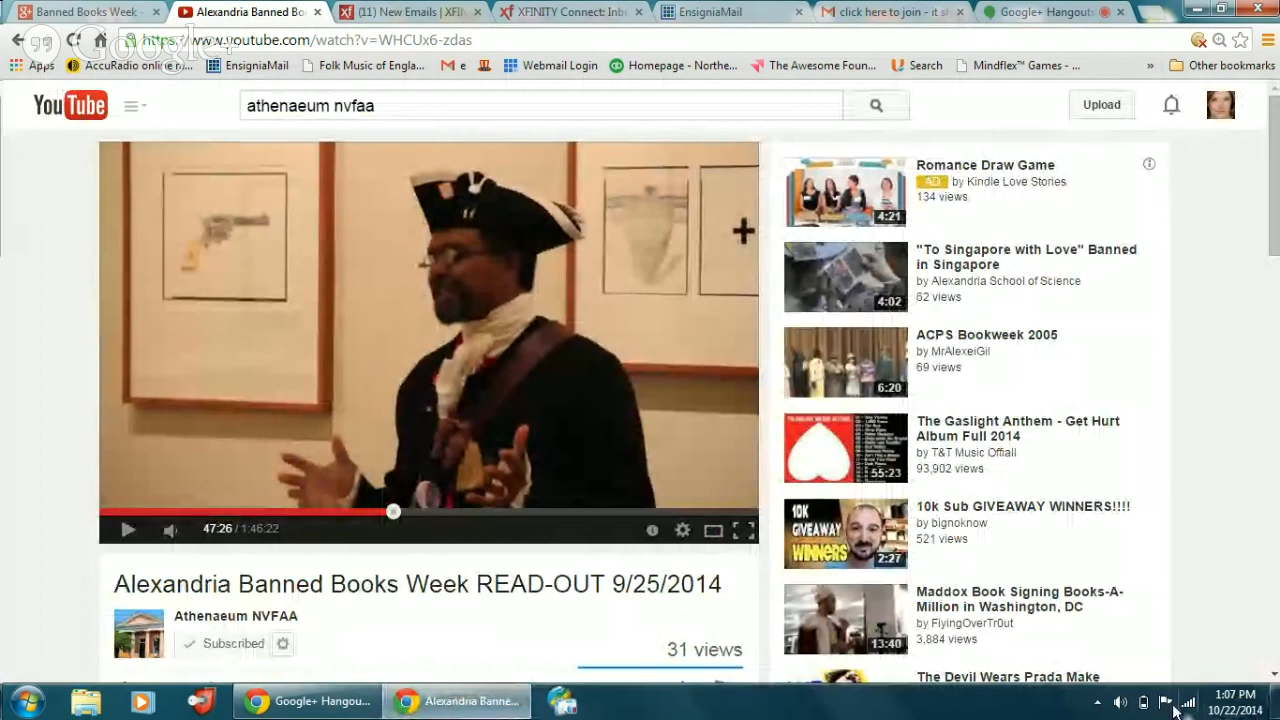 Banned Books Week -
Alexandria Banned Bo
(11) New Emails | XFIN
XFINITY Connect: Inb
EnsigniaMail
click here to join - it sh
Google+ Hangout
https://www.youtube.com/watch?v=WHCUx6-zdas
Google+
Apps
AccuRadio online r...
EnsigniaMail
Folk Music of Engla...
e
Webmail Login
Homepage - Northe...
The Awesome Foun...
Search
Mindflex™ Games - ...
»
Other bookmarks
YouTube
athenaeum nvfaa
Upload
Romance Draw Game
AD by Kindle Love Stories
134 views
4:21
"To Singapore with Love" Banned
in Singapore
by Alexandria School of Science
62 views
4:02
ACPS Bookweek 2005
by MrAlexeiGil
69 views
6:20
The Gaslight Anthem - Get Hurt
Album Full 2014
by T&T Music Offiall
93,902 views
55:23
10k Sub GIVEAWAY WINNERS!!!!
by bignoknow
521 views
10K
GIVEAWAY
WINNERS
2:27
Maddox Book Signing Books-A-
Million in Washington, DC
by FlyingOverTr0ut
3,884 views
13:40
The Devil Wears Prada Make
47:26 / 1:46:22
Alexandria Banned Books Week READ-OUT 9/25/2014
Athenaeum NVFAA
Subscribed
31 views
Google+ Hangou...
Alexandria Banne...
1:07 PM
10/22/2014